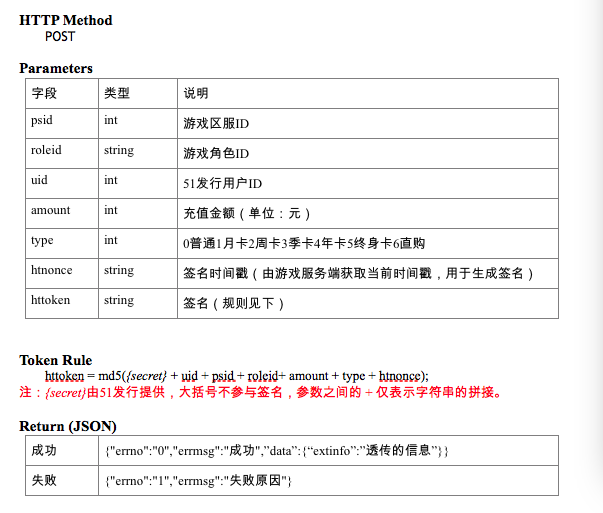 HTTP Method
POST
Parameters
字段 类型 说明
psid int 游戏区服ID
roleid string 游戏角色ID
uid int 51发行用户ID
amount int 充值金额（单位：元）
type int 0普通1月卡2周卡3季卡4年卡5终身卡6直购
htnonce string 签名时间戳（由游戏服务端获取当前时间戳，用于生成签名）
httoken string 签名（规则见下）
Token Rule
httoken = md5({secret} + uid + psid + roleid+ amount + type + htnonce);
注：{secret}由51发行提供，大括号不参与签名，参数之间的 + 仅表示字符串的拼接。
Return (JSON)
成功 {"errno":"0","errmsg":"成功","data":{“extinfo”:”透传的信息”}}
失败 {"errno":"1","errmsg":"失败原因"}